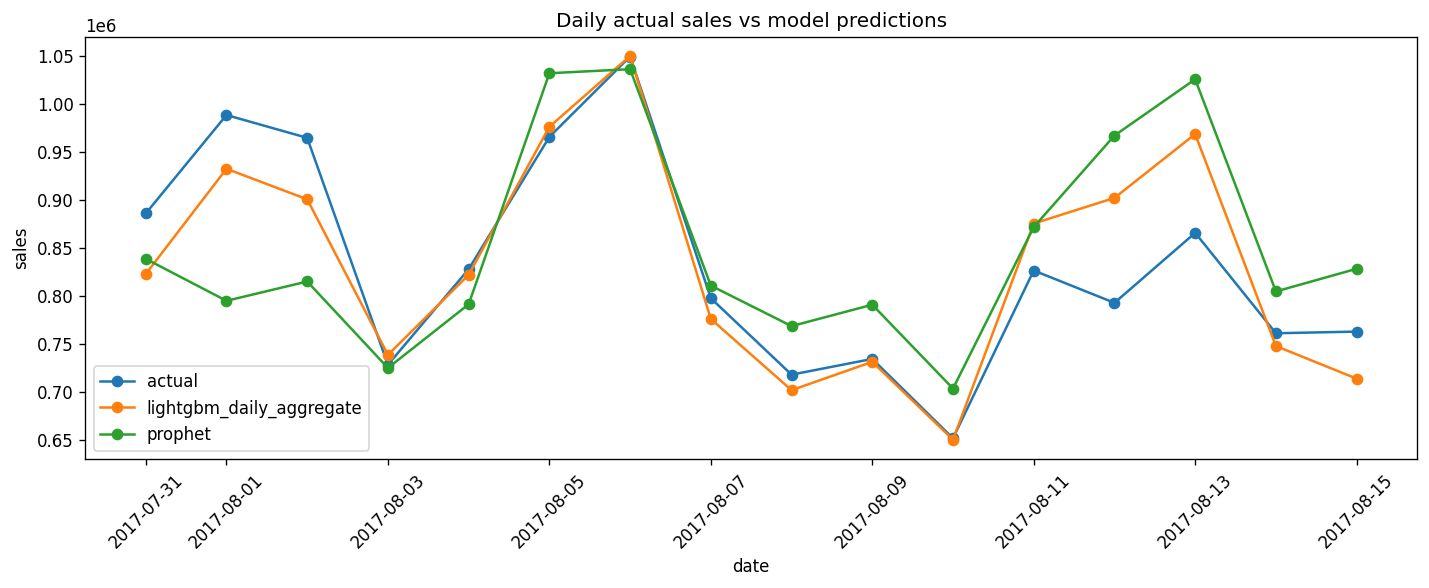 Daily actual sales vs model predictions
1e6
1.05
1.00
0.95
0.90
0.85
0.80
0.75
0.70
0.65
sales
actual
lightgbm_daily_aggregate
prophet
2017-07-31
2017-08-01
2017-08-03
2017-08-05
2017-08-07
2017-08-09
2017-08-11
2017-08-13
2017-08-15
date